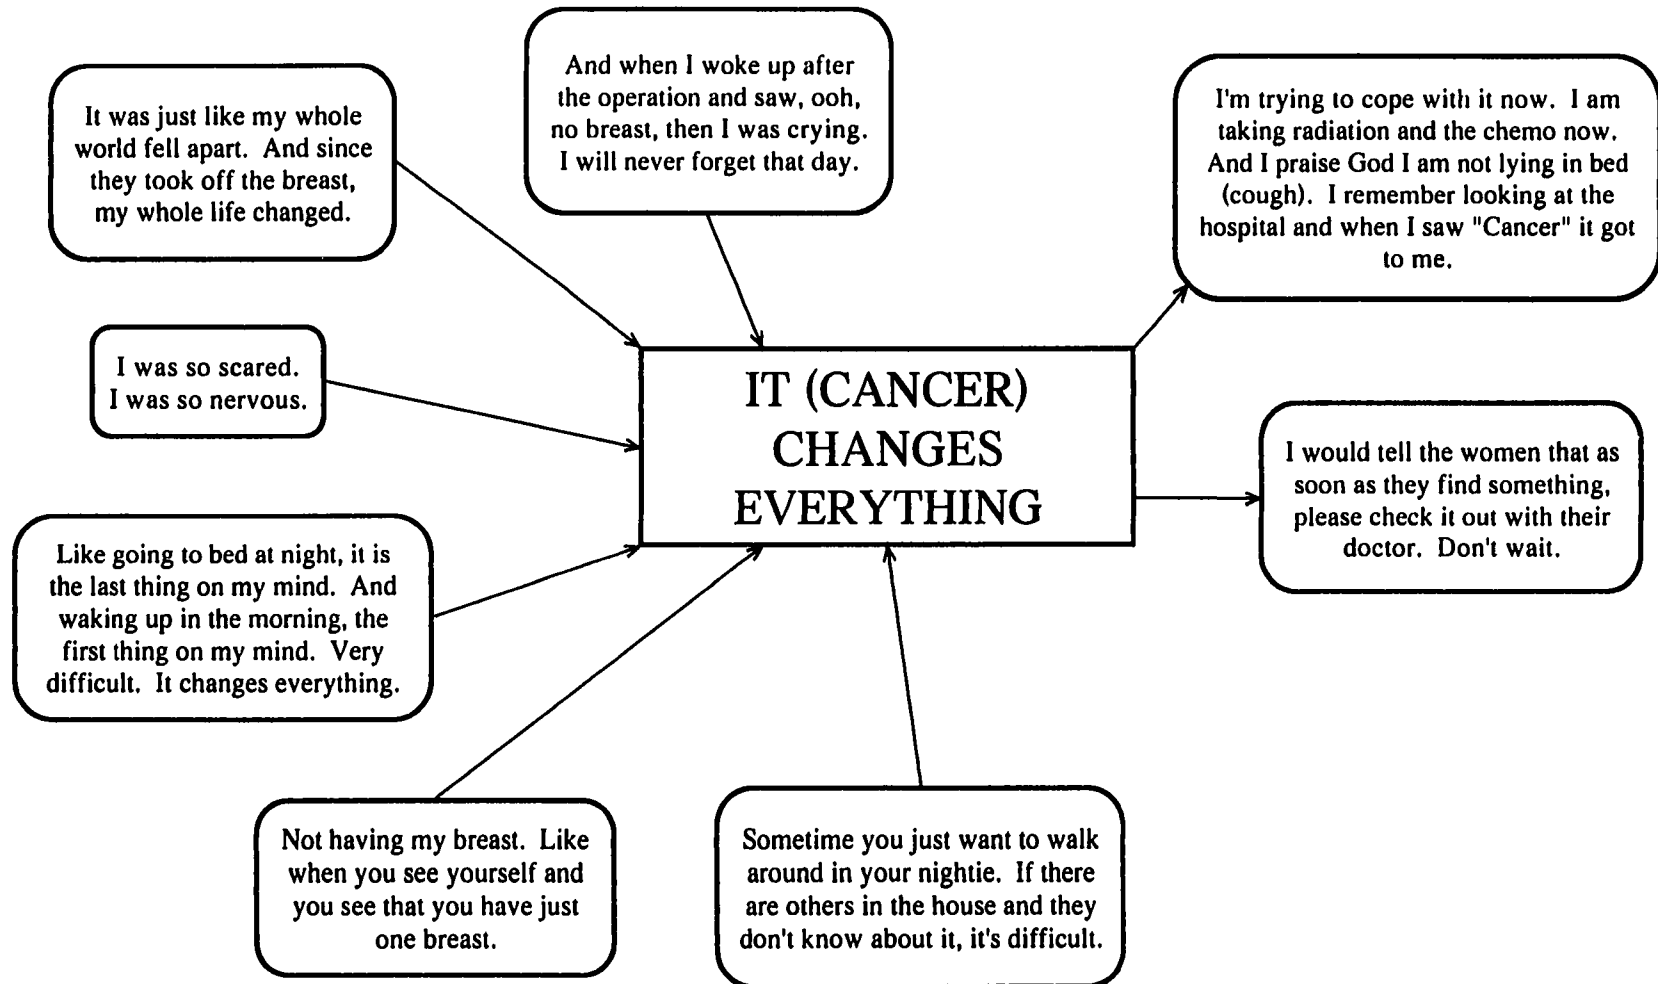 And when I woke up after
the operation and saw, ooh,
no breast, then I was crying.
I will never forget that day.
It was just like my whole
world fell apart. And since
they took off the breast,
my whole life changed.
I'm trying to cope with it now. I am
taking radiation and the chemo now.
And I praise God I am not lying in bed
(cough). I remember looking at the
hospital and when I saw "Cancer" it got
to me.
I was so scared.
I was so nervous.
IT (CANCER)
CHANGES
EVERYTHING
I would tell the women that as
soon as they find something,
please check it out with their
doctor. Don't wait.
Like going to bed at night, it is
the last thing on my mind. And
waking up in the morning, the
first thing on my mind. Very
difficult. It changes everything.
Not having my breast. Like
when you see yourself and
you see that you have just
one breast.
Sometime you just want to walk
around in your nightie. If there
are others in the house and they
don't know about it, it's difficult.